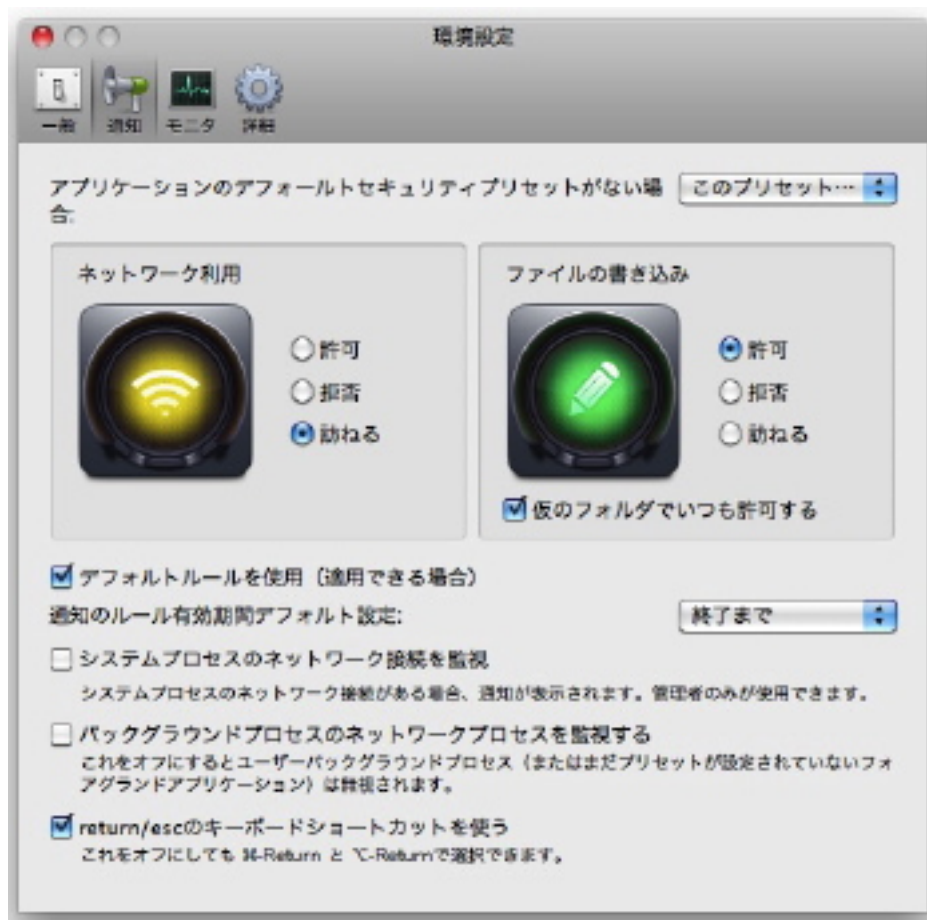 環境設定
一般 通知 モニタ 詳細
アプリケーションのデフォールトセキュリティプリセットがない場
合:
このプリセット…
ネットワーク利用
許可
拒否
訪ねる
ファイルの書き込み
許可
拒否
訪ねる
仮のフォルダでいつも許可する
デフォルトルールを使用（適用できる場合）
通知のルール有効期間デフォルト設定:
終了まで
システムプロセスのネットワーク接続を監視
システムプロセスのネットワーク接続がある場合、通知が表示されます。管理者のみが使用できます。
バックグラウンドプロセスのネットワークプロセスを監視する
これをオフにするとユーザーバックグラウンドプロセス（またはまだプリセットが設定されていないフォ
アグランドアプリケーション）は無視されます。
return/escのキーボードショートカットを使う
これをオフにしても ⌘-Return と ⌥-Returnで選択できます。